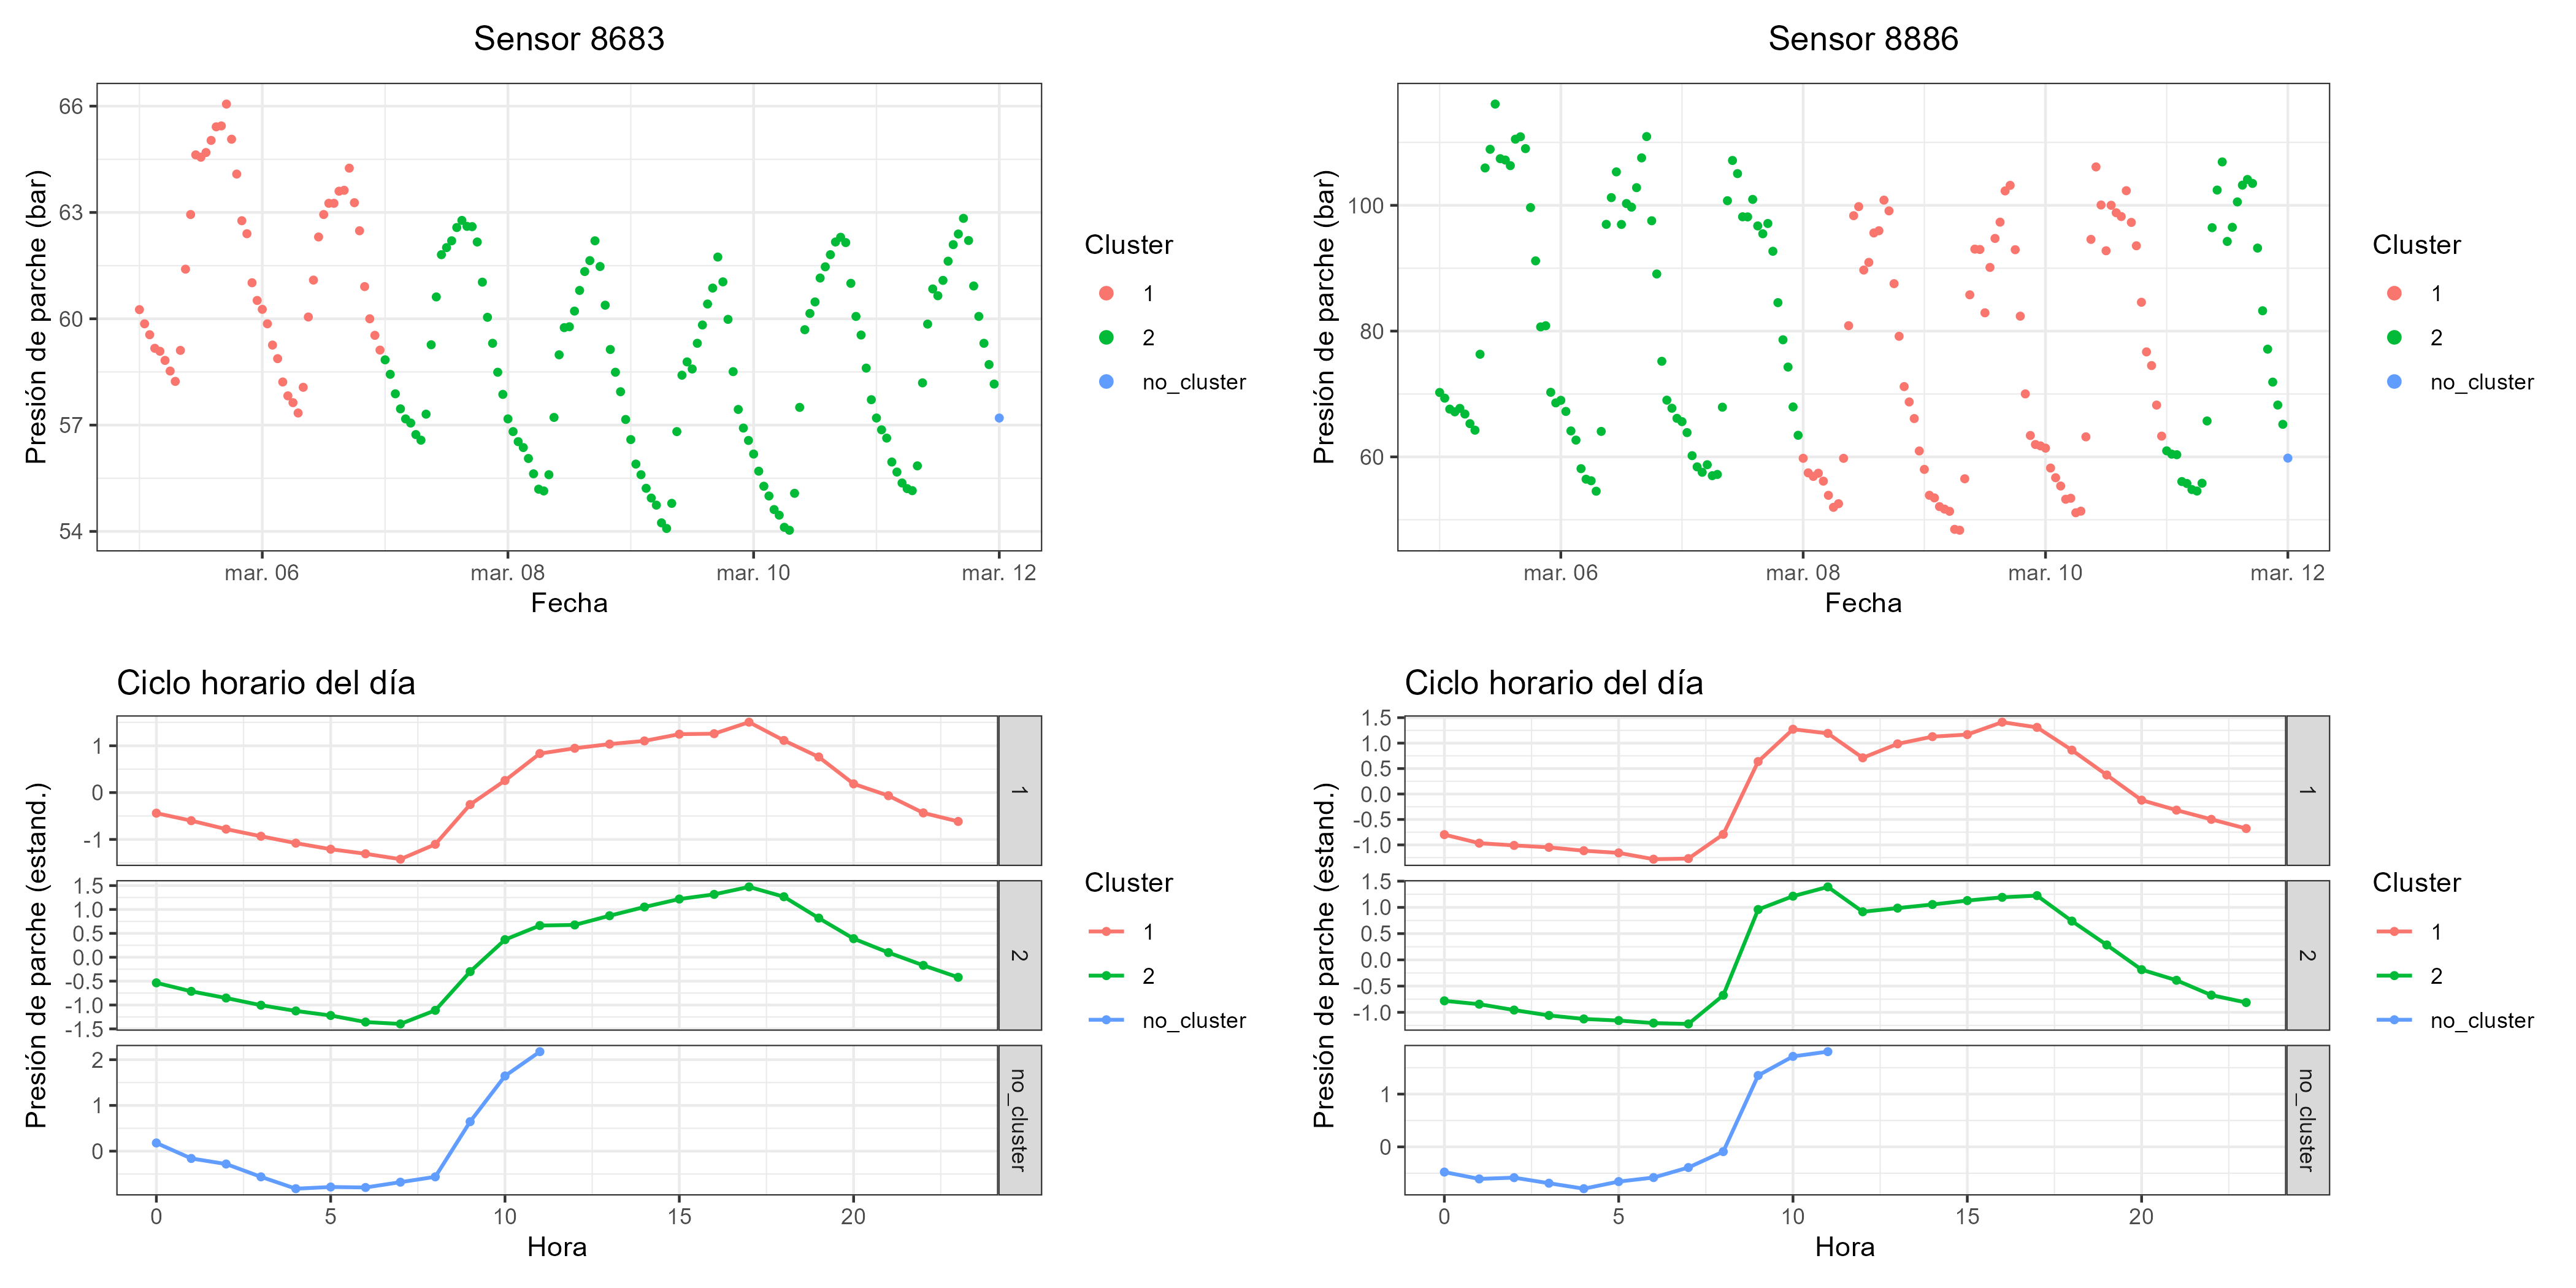 Sensor 8683
Presión de parche (bar)
66
63
60
57
54
mar. 06
mar. 08
mar. 10
mar. 12
Fecha
Cluster
1
2
no_cluster
Sensor 8886
Presión de parche (bar)
100
80
60
mar. 06
mar. 08
mar. 10
mar. 12
Fecha
Cluster
1
2
no_cluster
Ciclo horario del día
Presión de parche (estand.)
1
0
-1
1
1.5
1.0
0.5
0.0
-0.5
-1.0
-1.5
2
2
1
0
no_cluster
0
5
10
15
20
Hora
Cluster
1
2
no_cluster
Ciclo horario del día
Presión de parche (estand.)
1.5
1.0
0.5
0.0
-0.5
-1.0
1
1.5
1.0
0.5
0.0
-0.5
-1.0
2
1
0
no_cluster
0
5
10
15
20
Hora
Cluster
1
2
no_cluster